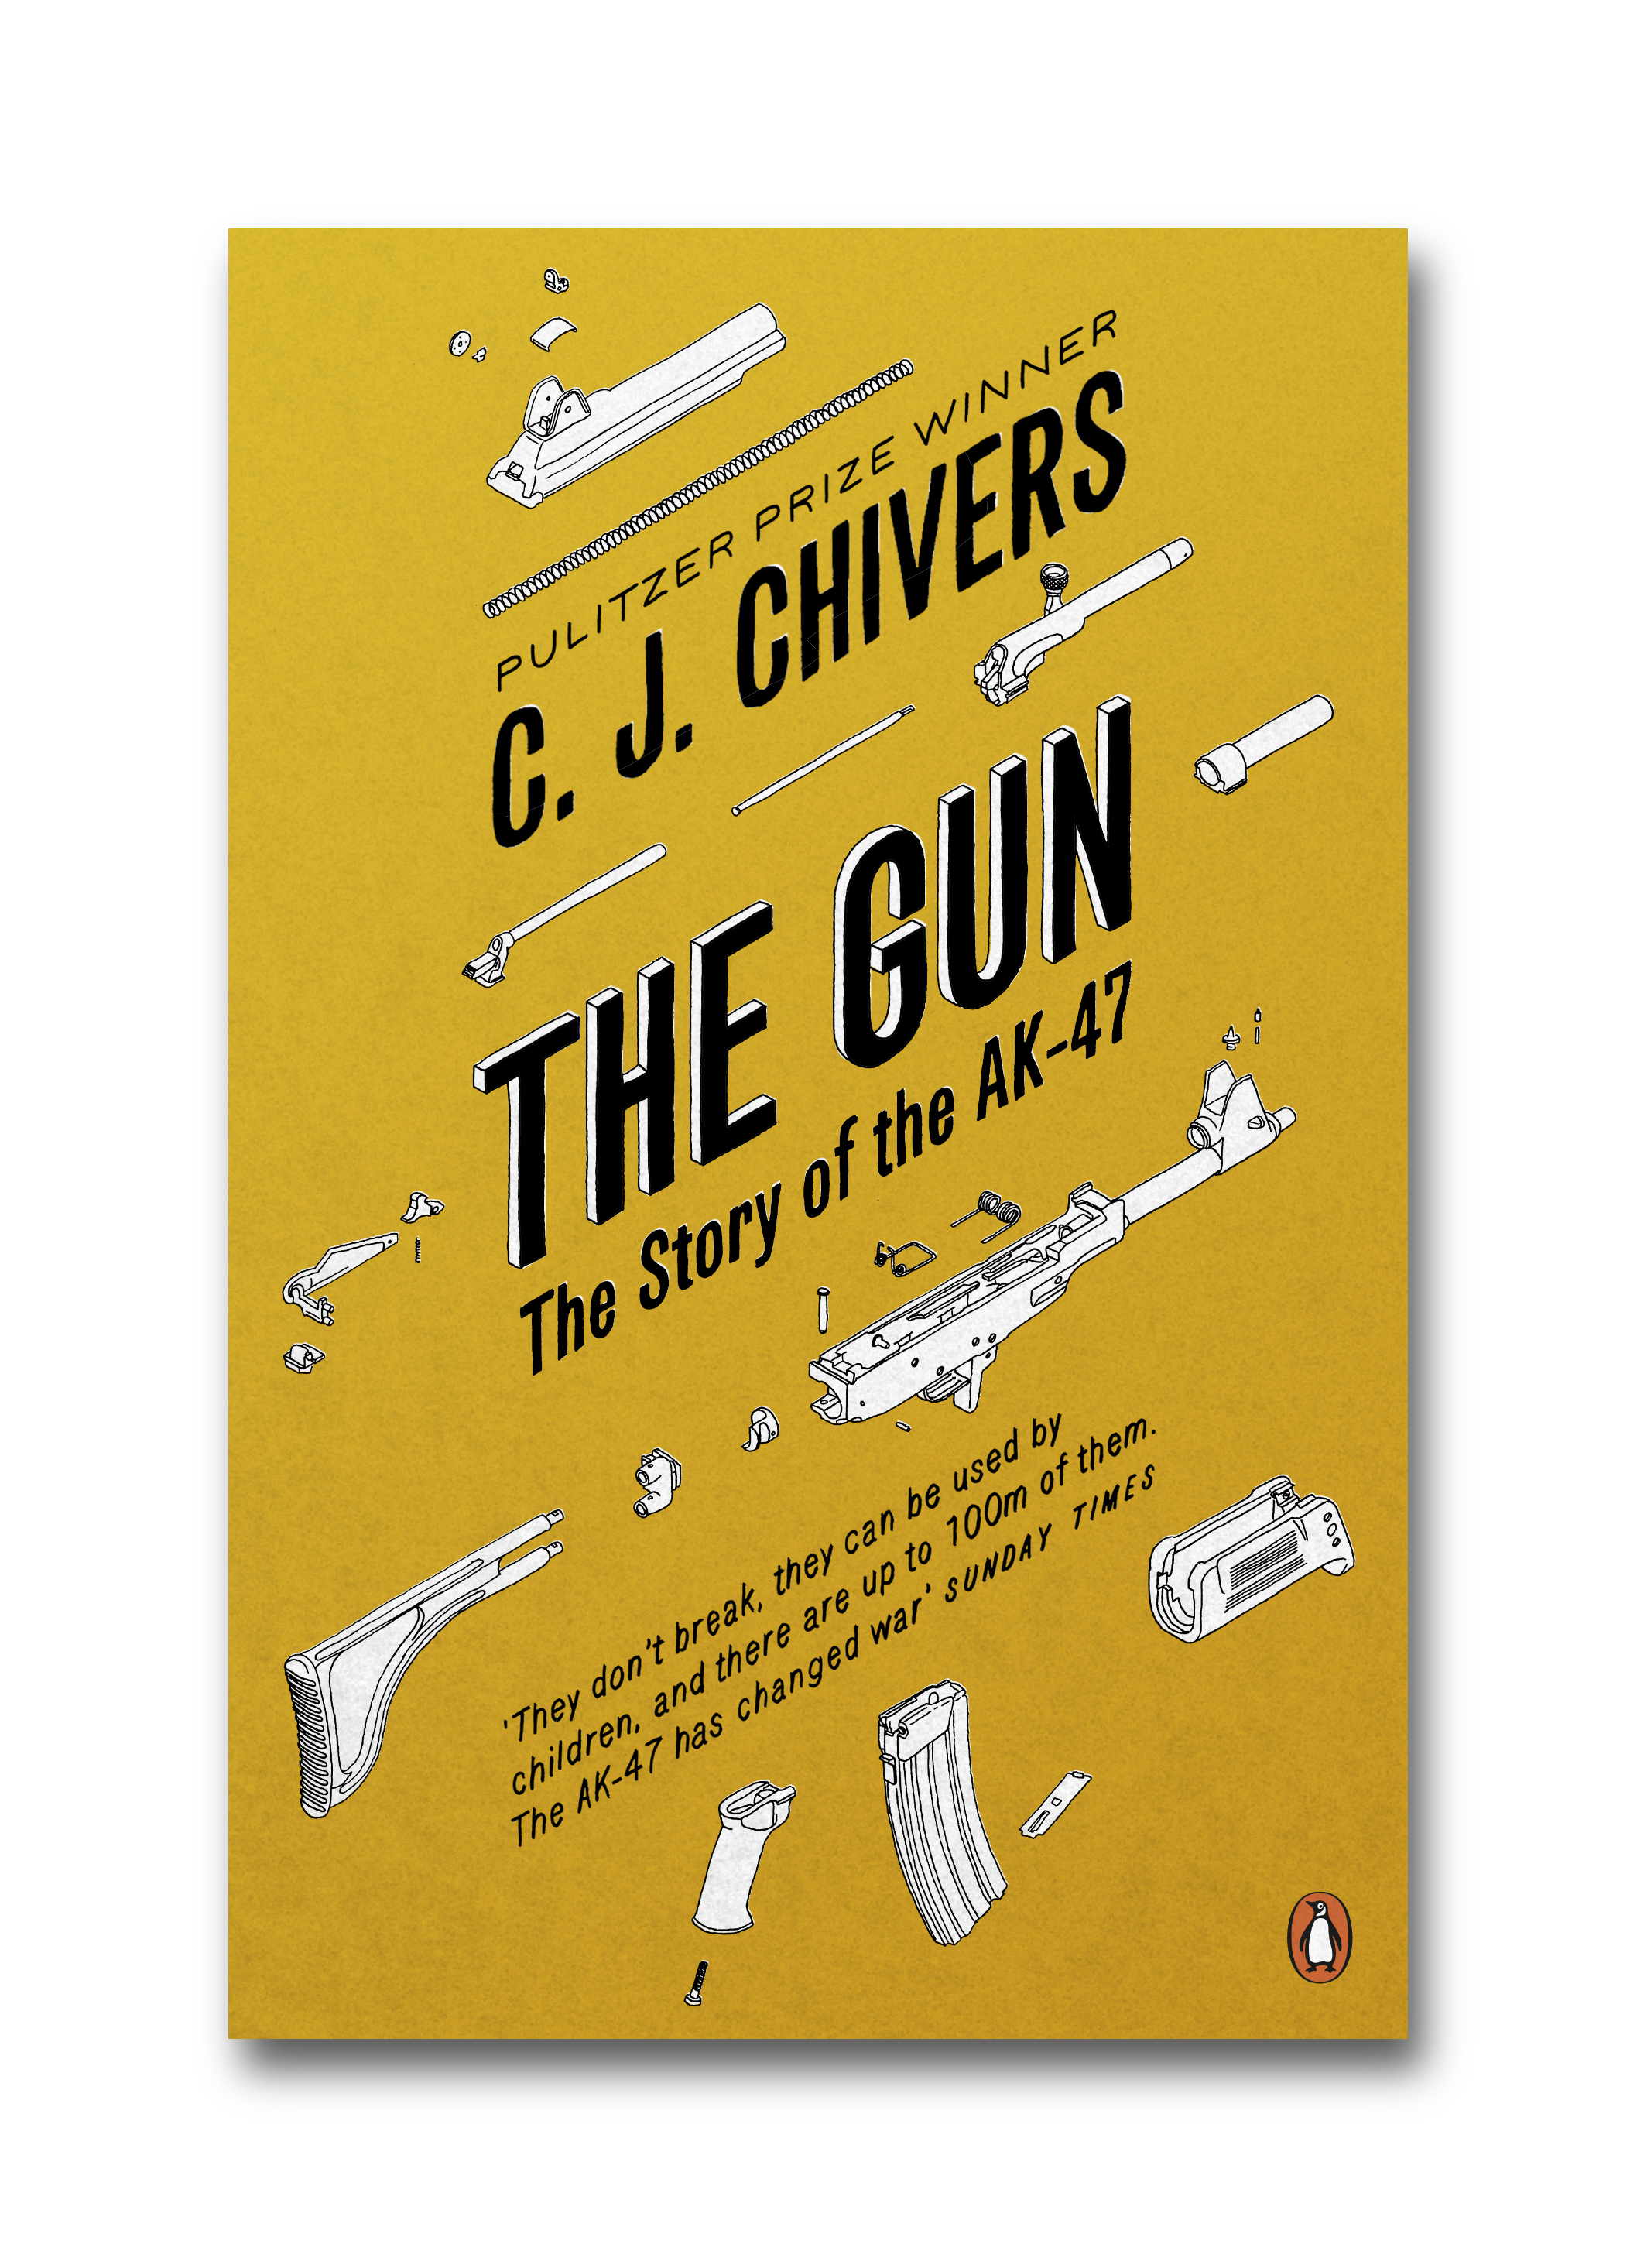 PULITZER PRIZE WINNER
C. J. CHIVERS
THE GUN
The Story of the AK-47
'They don't break, they can be used by
children, and there are up to 100m of them.
The AK-47 has changed war' SUNDAY TIMES